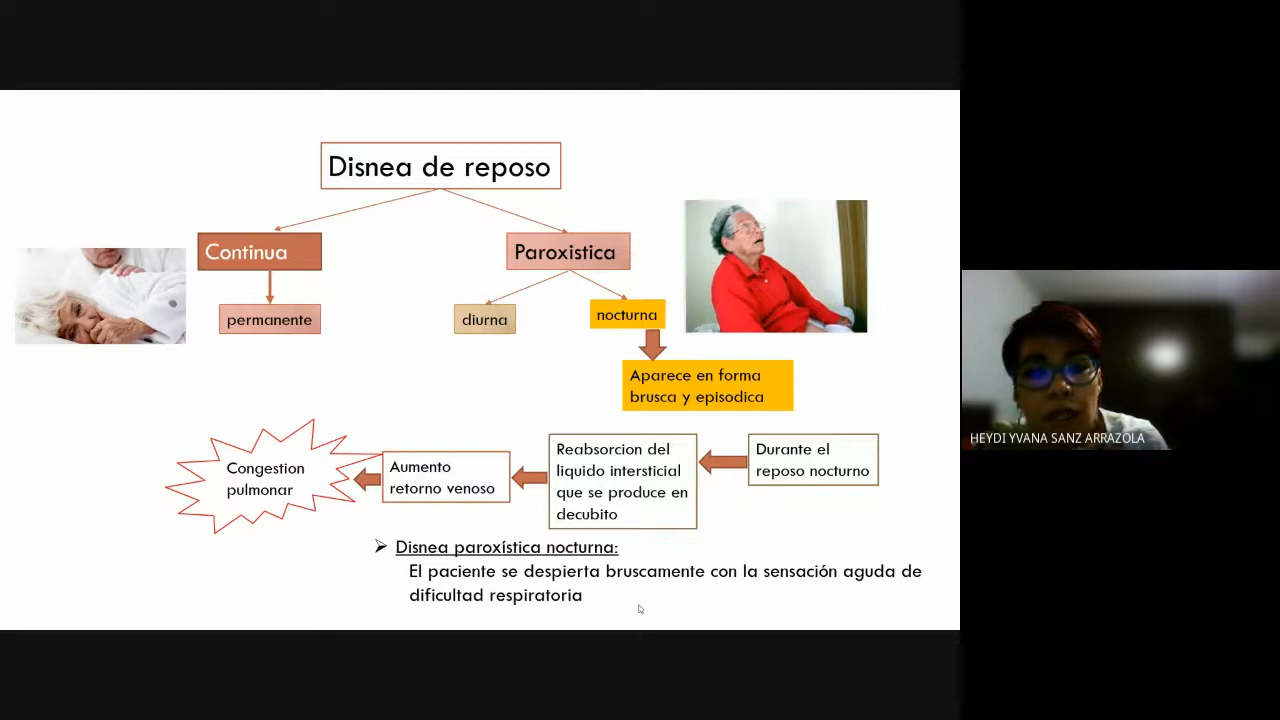 Disnea de reposo
Continua
Paroxistica
permanente
diurna
nocturna
Aparece en forma
brusca y episodica
Durante el
reposo nocturno
Reabsorcion del
liquido intersticial
que se produce en
decubito
Aumento
retorno venoso
Congestion
pulmonar
➢ Disnea paroxística nocturna:
El paciente se despierta bruscamente con la sensación aguda de
dificultad respiratoria
HEYDI YVANA SANZ ARRAZOLA